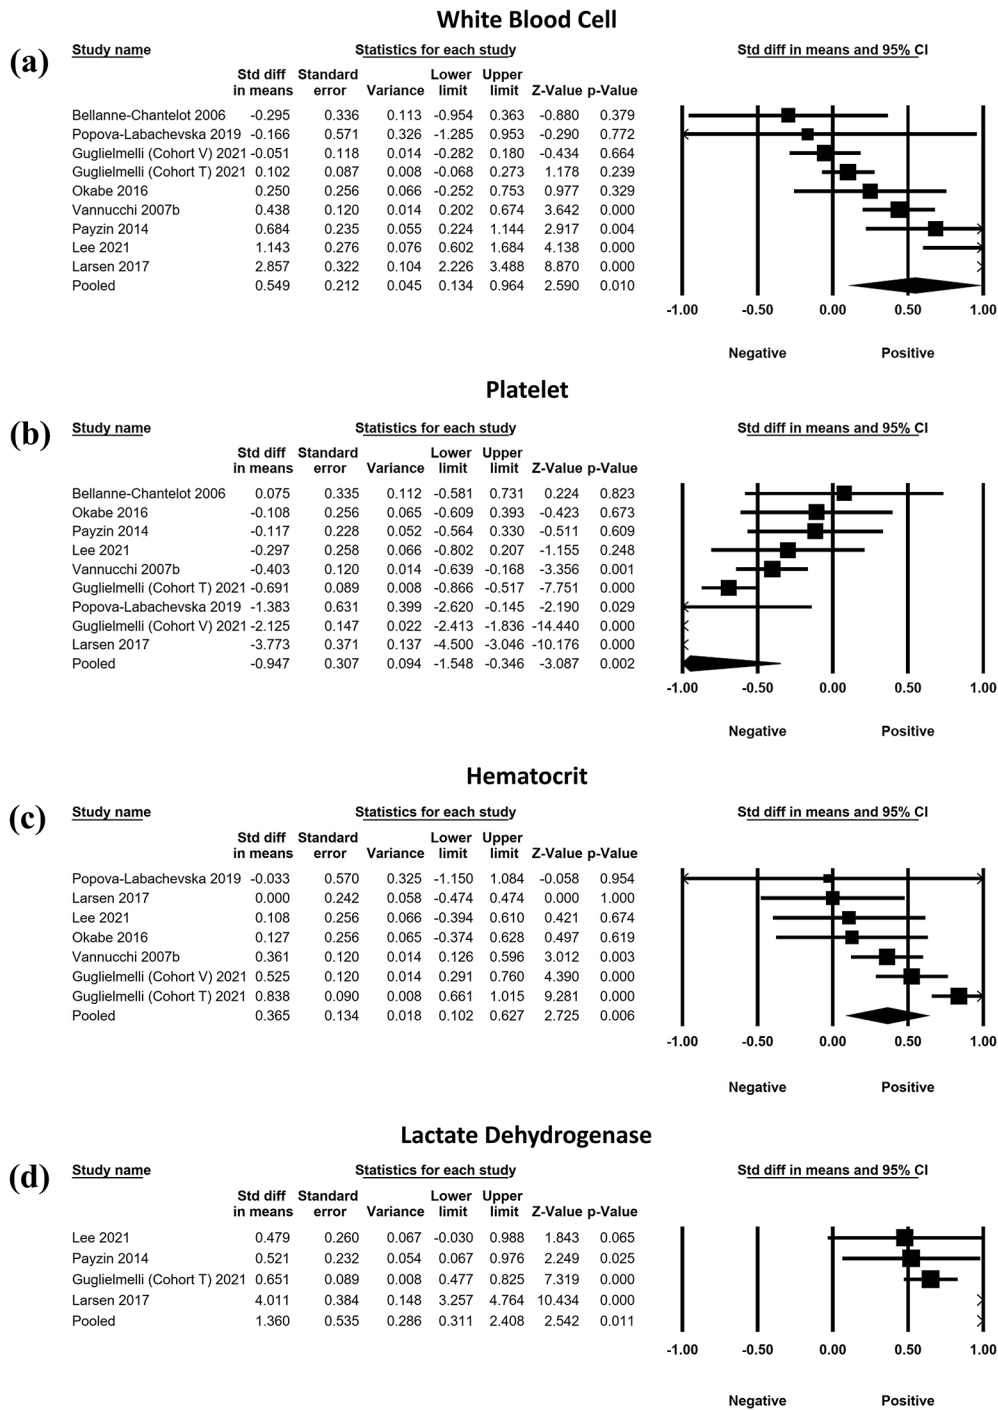 White Blood Cell
(a)
Study name Statistics for each study Std diff in means and 95% CI
Std diff Standard Lower Upper
in means error Variance limit limit Z-Value p-Value
Bellanne-Chantelot 2006 -0.295 0.336 0.113 -0.954 0.363 -0.880 0.379
Popova-Labachevska 2019 -0.166 0.571 0.326 -1.285 0.953 -0.290 0.772
Guglielmelli (Cohort V) 2021 -0.051 0.118 0.014 -0.282 0.180 -0.434 0.664
Guglielmelli (Cohort T) 2021 0.102 0.087 0.008 -0.068 0.273 1.178 0.239
Okabe 2016 0.250 0.256 0.066 -0.252 0.753 0.977 0.329
Vannucchi 2007b 0.438 0.120 0.014 0.202 0.674 3.642 0.000
Payzin 2014 0.684 0.235 0.055 0.224 1.144 2.917 0.004
Lee 2021 1.143 0.276 0.076 0.602 1.684 4.138 0.000
Larsen 2017 2.857 0.322 0.104 2.226 3.488 8.870 0.000
Pooled 0.549 0.212 0.045 0.134 0.964 2.590 0.010
-1.00 -0.50 0.00 0.50 1.00
Negative Positive
Platelet
(b)
Study name Statistics for each study Std diff in means and 95% CI
Std diff Standard Lower Upper
in means error Variance limit limit Z-Value p-Value
Bellanne-Chantelot 2006 0.075 0.335 0.112 -0.581 0.731 0.224 0.823
Okabe 2016 -0.108 0.256 0.065 -0.609 0.393 -0.423 0.673
Payzin 2014 -0.117 0.228 0.052 -0.564 0.330 -0.511 0.609
Lee 2021 -0.297 0.258 0.066 -0.802 0.207 -1.155 0.248
Vannucchi 2007b -0.403 0.120 0.014 -0.639 -0.168 -3.356 0.001
Guglielmelli (Cohort T) 2021 -0.691 0.089 0.008 -0.866 -0.517 -7.751 0.000
Popova-Labachevska 2019 -1.383 0.631 0.399 -2.620 -0.145 -2.190 0.029
Guglielmelli (Cohort V) 2021 -2.125 0.147 0.022 -2.413 -1.836 -14.440 0.000
Larsen 2017 -3.773 0.371 0.137 -4.500 -3.046 -10.176 0.000
Pooled -0.947 0.307 0.094 -1.548 -0.346 -3.087 0.002
-1.00 -0.50 0.00 0.50 1.00
Negative Positive
Hematocrit
(c)
Study name Statistics for each study Std diff in means and 95% CI
Std diff Standard Lower Upper
in means error Variance limit limit Z-Value p-Value
Popova-Labachevska 2019 -0.033 0.570 0.325 -1.150 1.084 -0.058 0.954
Larsen 2017 0.000 0.242 0.058 -0.474 0.474 0.000 1.000
Lee 2021 0.108 0.256 0.066 -0.394 0.610 0.421 0.674
Okabe 2016 0.127 0.256 0.065 -0.374 0.628 0.497 0.619
Vannucchi 2007b 0.361 0.120 0.014 0.126 0.596 3.012 0.003
Guglielmelli (Cohort V) 2021 0.525 0.120 0.014 0.291 0.760 4.390 0.000
Guglielmelli (Cohort T) 2021 0.838 0.090 0.008 0.661 1.015 9.281 0.000
Pooled 0.365 0.134 0.018 0.102 0.627 2.725 0.006
-1.00 -0.50 0.00 0.50 1.00
Negative Positive
Lactate Dehydrogenase
(d)
Study name Statistics for each study Std diff in means and 95% CI
Std diff Standard Lower Upper
in means error Variance limit limit Z-Value p-Value
Lee 2021 0.479 0.260 0.067 -0.030 0.988 1.843 0.065
Payzin 2014 0.521 0.232 0.054 0.067 0.976 2.249 0.025
Guglielmelli (Cohort T) 2021 0.651 0.089 0.008 0.477 0.825 7.319 0.000
Larsen 2017 4.011 0.384 0.148 3.257 4.764 10.434 0.000
Pooled 1.360 0.535 0.286 0.311 2.408 2.542 0.011
-1.00 -0.50 0.00 0.50 1.00
Negative Positive